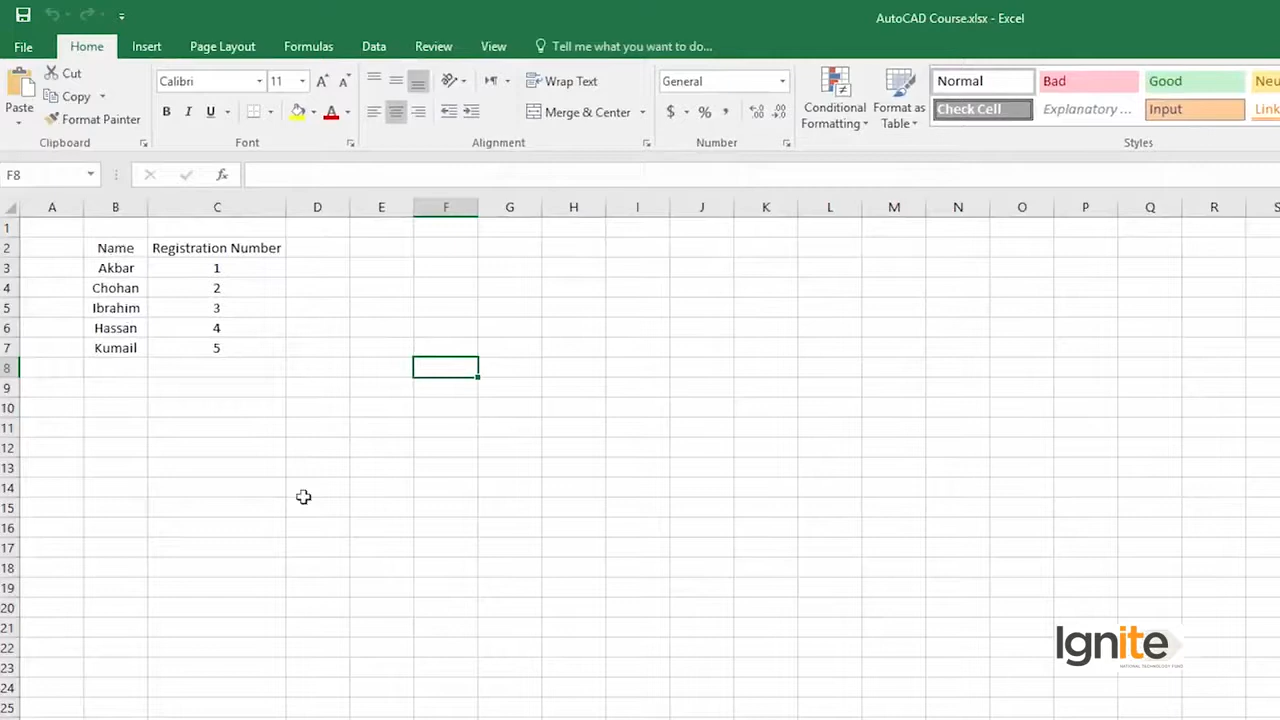 AutoCAD Course.xlsx - Excel
File Home Insert Page Layout Formulas Data Review View Tell me what you want to do...
Paste
Cut
Copy
Format Painter
Clipboard
Calibri 11
B I U
Font
Wrap Text
Merge & Center
Alignment
General
$ % ,
Number
Conditional Formatting
Format as Table
Normal Bad Good Neu
Check Cell Explanatory ... Input Link
Styles
F8 fx
A B C D E F G H I J K L M N O P Q R S
1
2 Name Registration Number
3 Akbar 1
4 Chohan 2
5 Ibrahim 3
6 Hassan 4
7 Kumail 5
8
9
10
11
12
13
14
15
16
17
18
19
20
21
22
23
24
25
Ignite
NATIONAL TECHNOLOGY FUND